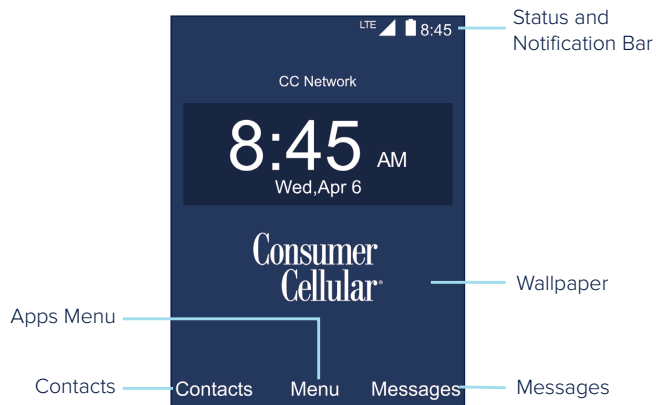 Status and
Notification Bar
LTE 8:45
CC Network
8:45 AM
Wed,Apr 6
Consumer
Cellular®
Wallpaper
Apps Menu
Contacts
Contacts Menu Messages
Messages